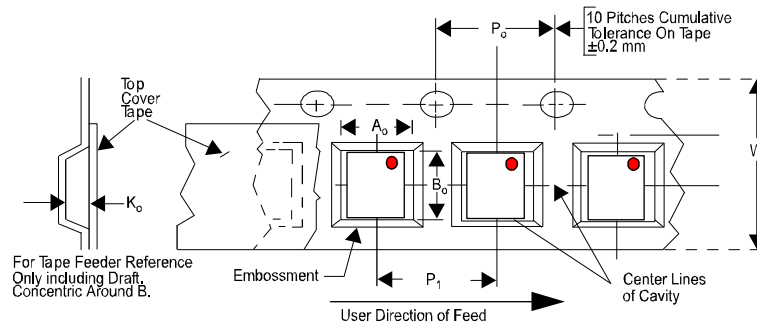 10 Pitches Cumulative
Tolerance On Tape
±0.2 mm
Po
Top
Cover
Tape
Ao
W
Bo
Ko
For Tape Feeder Reference
Only including Draft.
Concentric Around B.
Embossment
P1
Center Lines
of Cavity
User Direction of Feed